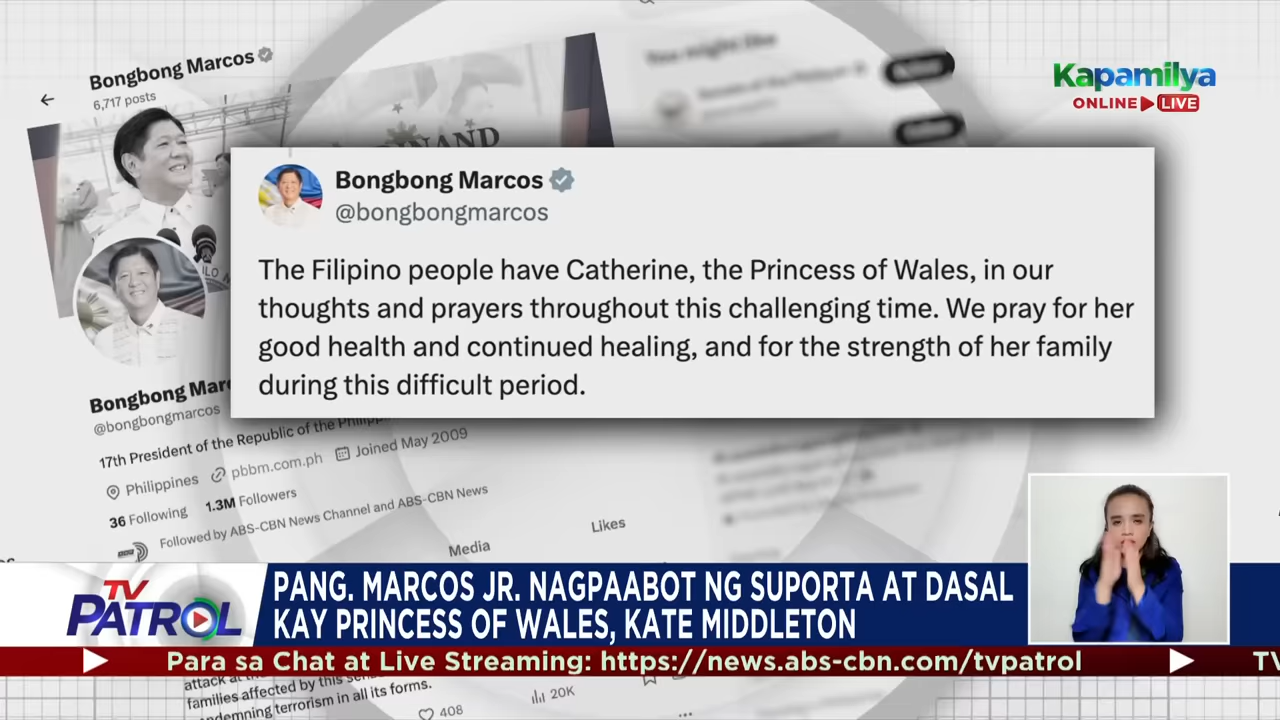 Bongbong Marcos
6,717 posts
Kapamilya
ONLINE LIVE
Bongbong Marcos
@bongbongmarcos
The Filipino people have Catherine, the Princess of Wales, in our
thoughts and prayers throughout this challenging time. We pray for her
good health and continued healing, and for the strength of her family
during this difficult period.
Bongbong Mar
@bongbongmarcos
17th President of the Republic of the Philipp
Philippines pbbm.com.ph Joined May 2009
36 Following 1.3M Followers
Followed by ABS-CBN News Channel and ABS-CBN News
Media Likes
TV PATROL
PANG. MARCOS JR. NAGPAABOT NG SUPORTA AT DASAL
KAY PRINCESS OF WALES, KATE MIDDLETON
Para sa Chat at Live Streaming: https://news.abs-cbn.com/tvpatrol TV
attack at th
families affected by this
ndemning terrorism in all its forms.
408 20K